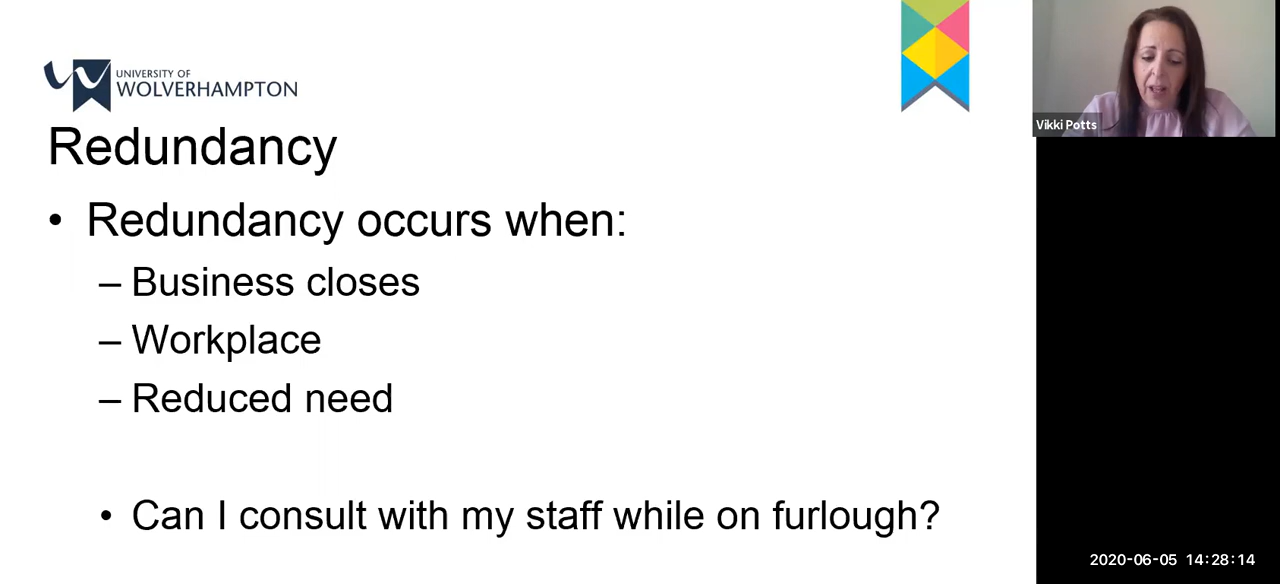 UNIVERSITY OF
WOLVERHAMPTON
Redundancy
• Redundancy occurs when:
– Business closes
– Workplace
– Reduced need
• Can I consult with my staff while on furlough?
Vikki Potts
2020-06-05 14:28:14